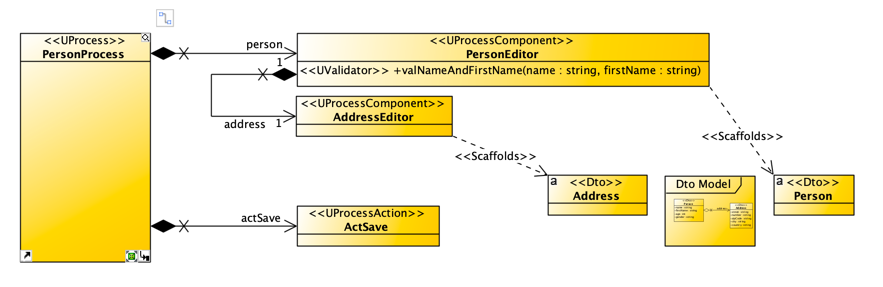 <<UProcess>>
PersonProcess
person
1
<<UProcessComponent>>
PersonEditor
<<UValidator>> +valNameAndFirstName(name : string, firstName : string)
<<UProcessComponent>>
AddressEditor
address 1
<<Scaffolds>>
<<Scaffolds>>
a <<Dto>>
Address
Dto Model
a <<Dto>>
Person
actSave
<<UProcessAction>>
ActSave